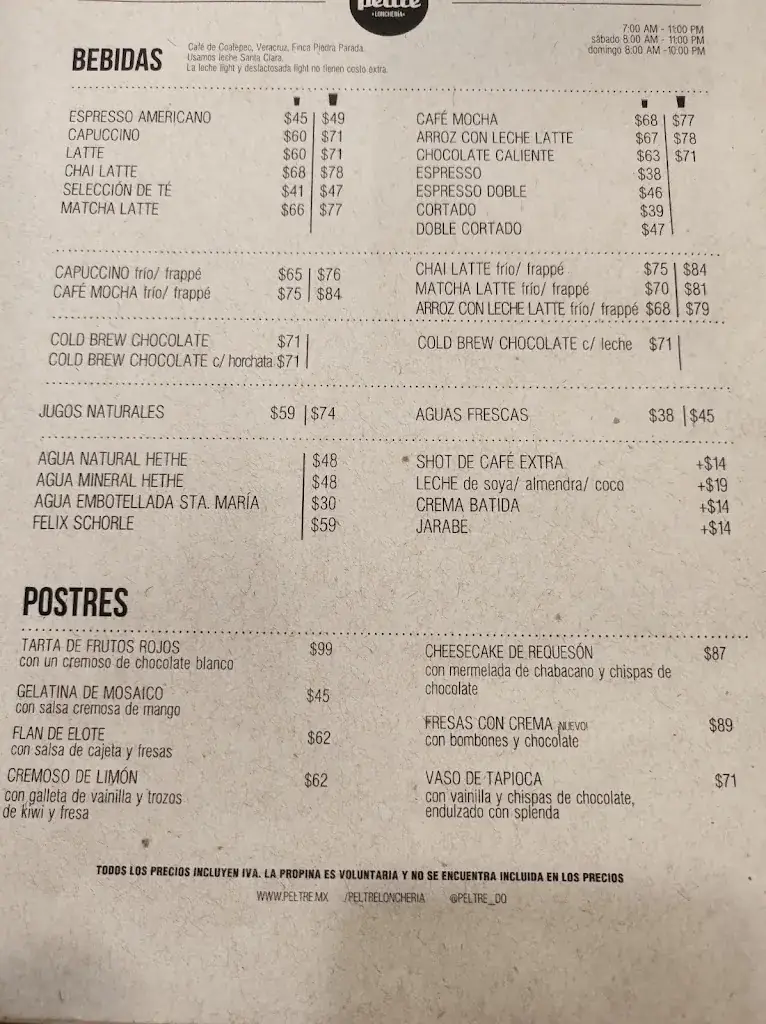 peltre
•LONCHERÍA•
7:00 AM - 11:00 PM
sábado 8:00 AM - 11:00 PM
domingo 8:00 AM -10:00 PM
BEBIDAS
Café de Coatepec, Veracruz, Finca Piedra Parada.
Usamos leche Santa Clara.
La leche light y deslactosada light no tienen costo extra.
ESPRESSO AMERICANO $45 $49
CAPUCCINO $60 $71
LATTE $60 $71
CHAI LATTE $68 $78
SELECCIÓN DE TÉ $41 $47
MATCHA LATTE $66 $77
CAFÉ MOCHA $68 $77
ARROZ CON LECHE LATTE $67 $78
CHOCOLATE CALIENTE $63 $71
ESPRESSO $38
ESPRESSO DOBLE $46
CORTADO $39
DOBLE CORTADO $47
CAPUCCINO frío/ frappé $65 $76
CAFÉ MOCHA frío/ frappé $75 $84
CHAI LATTE frío/ frappé $75 $84
MATCHA LATTE frío/ frappé $70 $81
ARROZ CON LECHE LATTE frío/ frappé $68 $79
COLD BREW CHOCOLATE $71
COLD BREW CHOCOLATE c/ horchata $71
COLD BREW CHOCOLATE c/ leche $71
JUGOS NATURALES $59 $74
AGUAS FRESCAS $38 $45
AGUA NATURAL HETHE $48
AGUA MINERAL HETHE $48
AGUA EMBOTELLADA STA. MARÍA $30
FELIX SCHORLE $59
SHOT DE CAFÉ EXTRA +$14
LECHE de soya/ almendra/ coco +$19
CREMA BATIDA +$14
JARABE +$14
POSTRES
TARTA DE FRUTOS ROJOS $99
con un cremoso de chocolate blanco
GELATINA DE MOSAICO $45
con salsa cremosa de mango
FLAN DE ELOTE $62
con salsa de cajeta y fresas
CREMOSO DE LIMÓN $62
con galleta de vainilla y trozos
de kiwi y fresa
CHEESECAKE DE REQUESÓN $87
con mermelada de chabacano y chispas de
chocolate
FRESAS CON CREMA ¡NUEVO! $89
con bombones y chocolate
VASO DE TAPIOCA $71
con vainilla y chispas de chocolate,
endulzado con splenda
TODOS LOS PRECIOS INCLUYEN IVA. LA PROPINA ES VOLUNTARIA Y NO SE ENCUENTRA INCLUIDA EN LOS PRECIOS
WWW.PELTRE.MX /PELTRELONCHERIA @PELTRE_DO